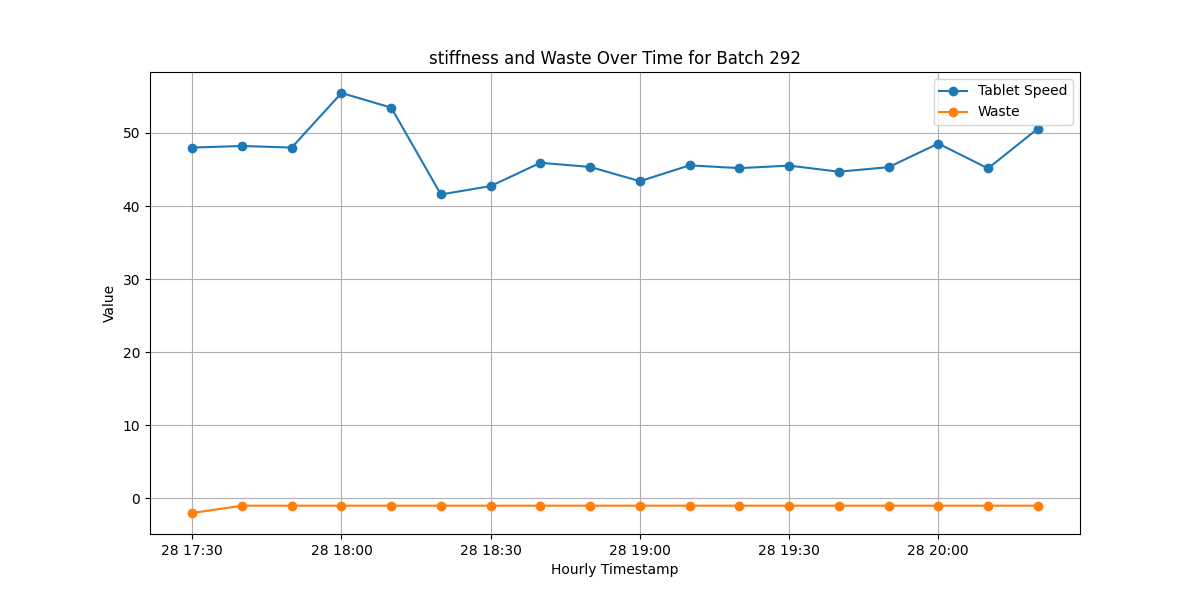 stiffness and Waste Over Time for Batch 292
Tablet Speed
Waste
Value
50
40
30
20
10
0
28 17:30
28 18:00
28 18:30
28 19:00
28 19:30
28 20:00
Hourly Timestamp